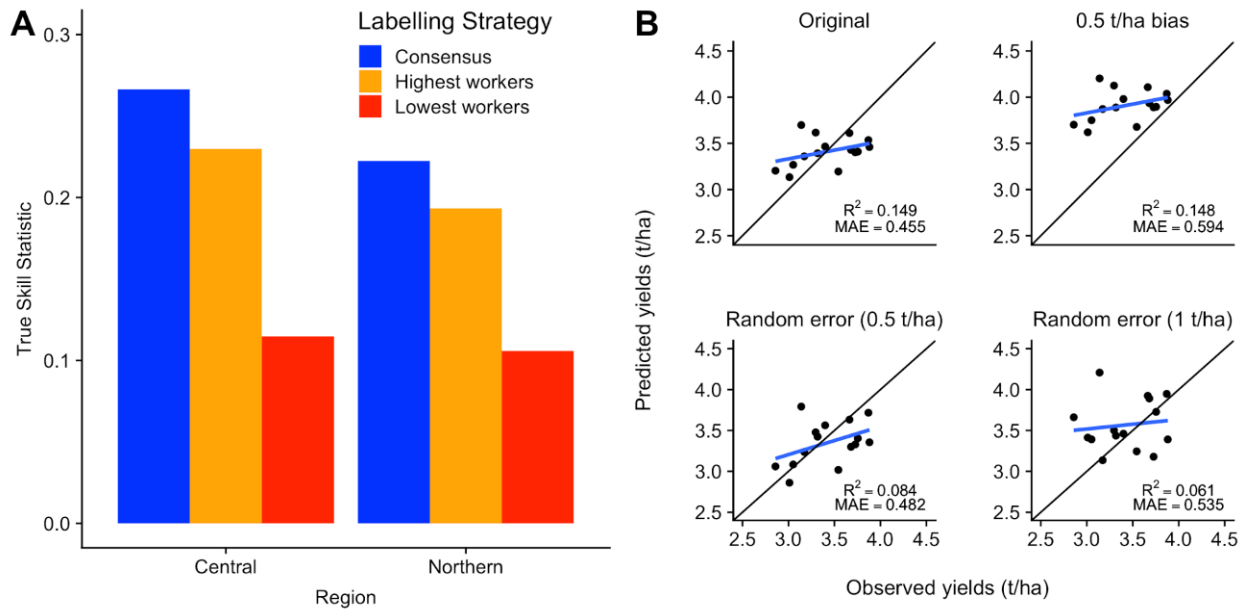 A
Labelling Strategy
Consensus
Highest workers
Lowest workers
True Skill Statistic
0.3
0.2
0.1
0.0
Central
Northern
Region
B
Predicted yields (t/ha)
Original
4.5
4.0
3.5
3.0
2.5
R² = 0.149
MAE = 0.455
0.5 t/ha bias
4.5
4.0
3.5
3.0
2.5
R² = 0.148
MAE = 0.594
Random error (0.5 t/ha)
4.5
4.0
3.5
3.0
2.5
R² = 0.084
MAE = 0.482
2.5 3.0 3.5 4.0 4.5
Random error (1 t/ha)
4.5
4.0
3.5
3.0
2.5
R² = 0.061
MAE = 0.535
2.5 3.0 3.5 4.0 4.5
Observed yields (t/ha)